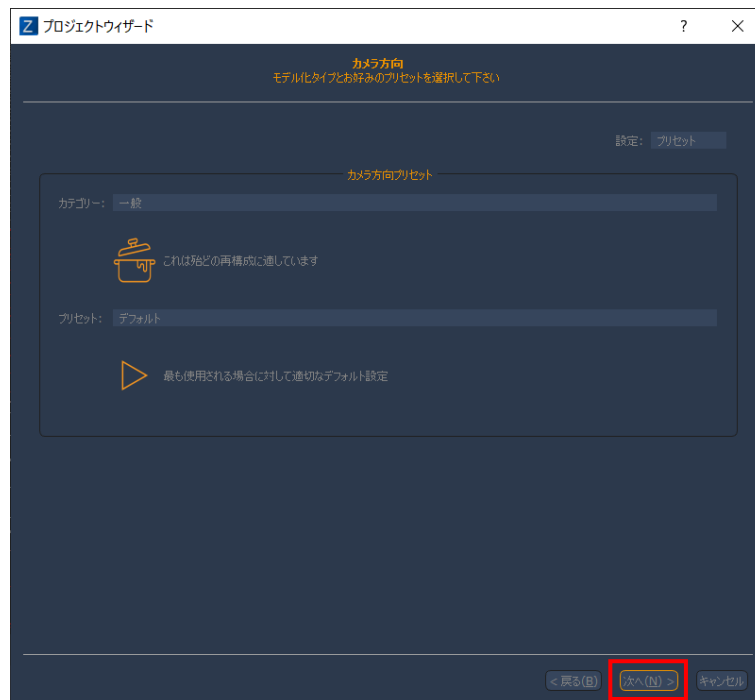 Z プロジェクトウィザード ? ×
カメラ方向
モデル化タイプとお好みのプリセットを選択して下さい
設定: プリセット
カメラ方向プリセット
カテゴリー: 一般
これは殆どの再構成に適しています
プリセット: デフォルト
最も使用される場合に対して適切なデフォルト設定
< 戻る(B) 次へ(N) > キャンセル